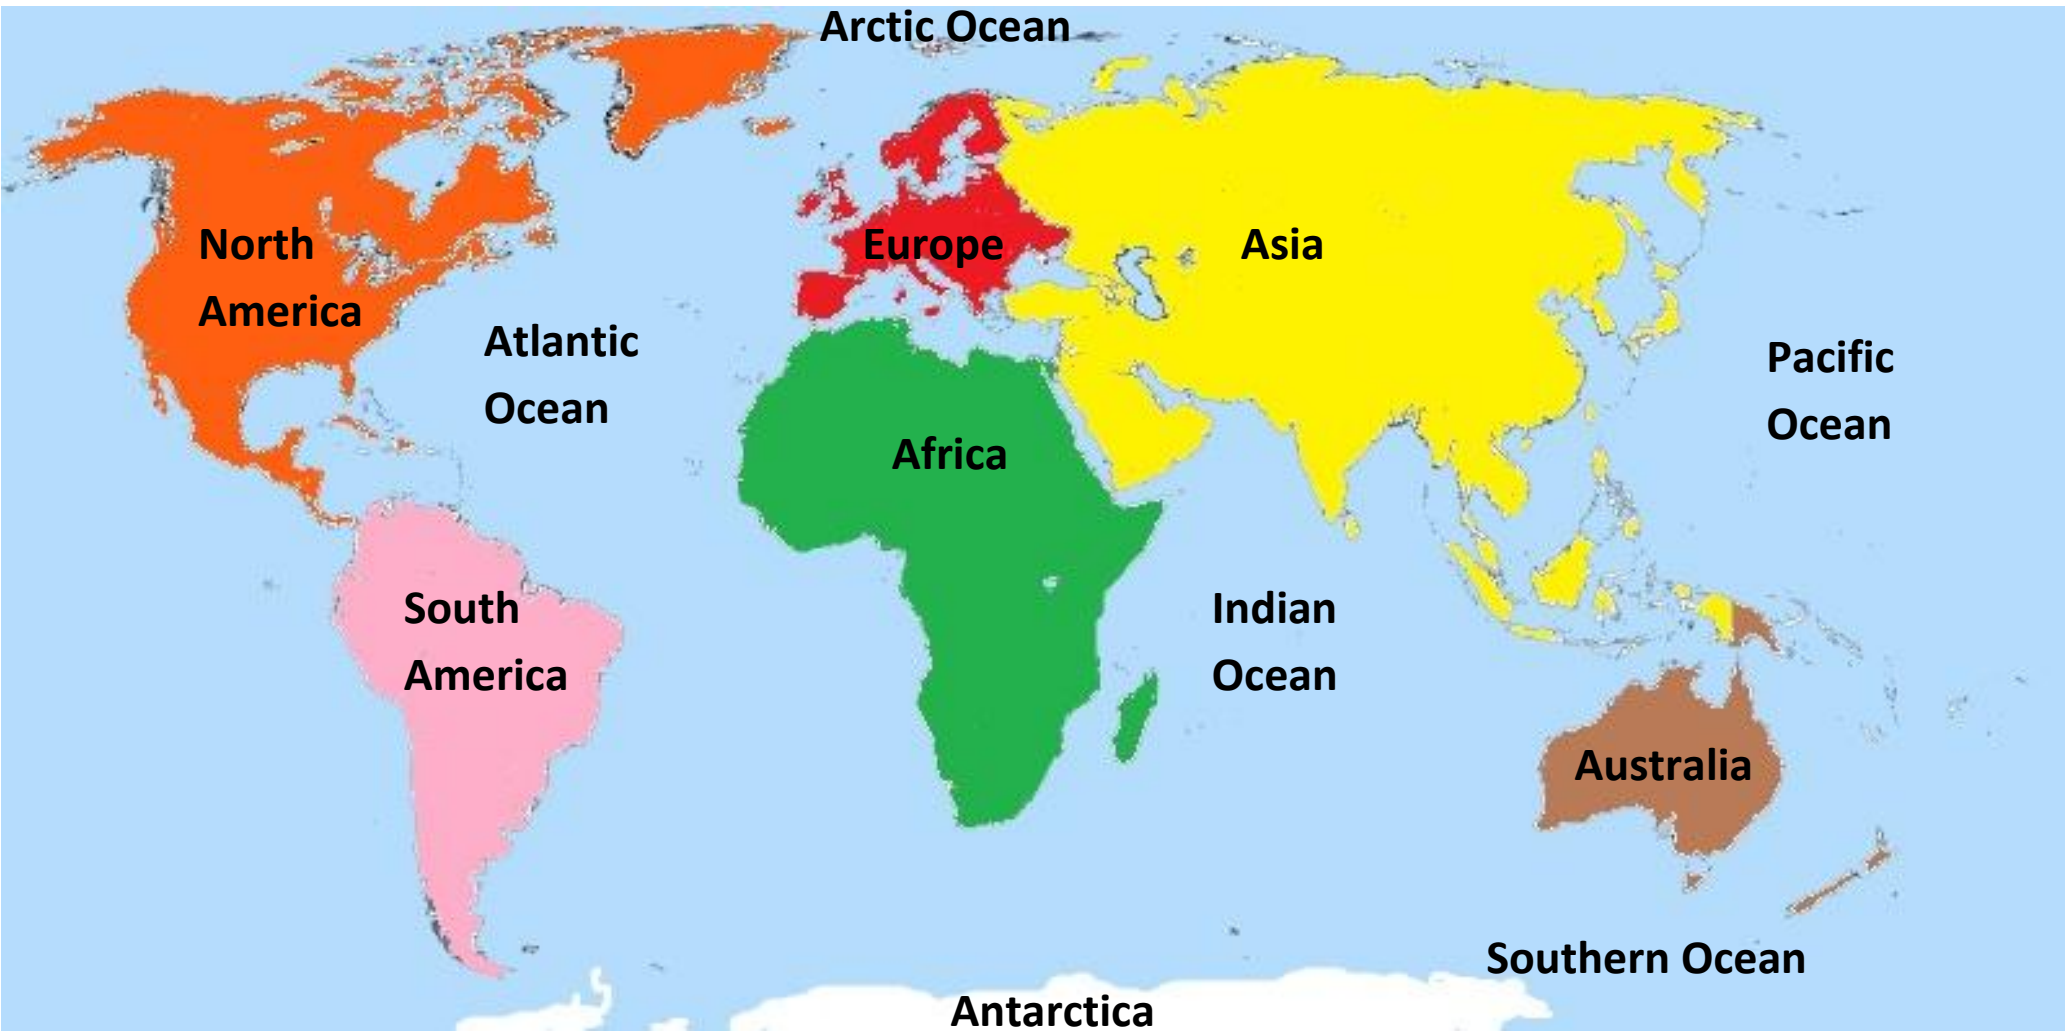 Arctic Ocean
North
America
Europe
Asia
Atlantic
Ocean
Pacific
Ocean
Africa
South
America
Indian
Ocean
Australia
Southern Ocean
Antarctica